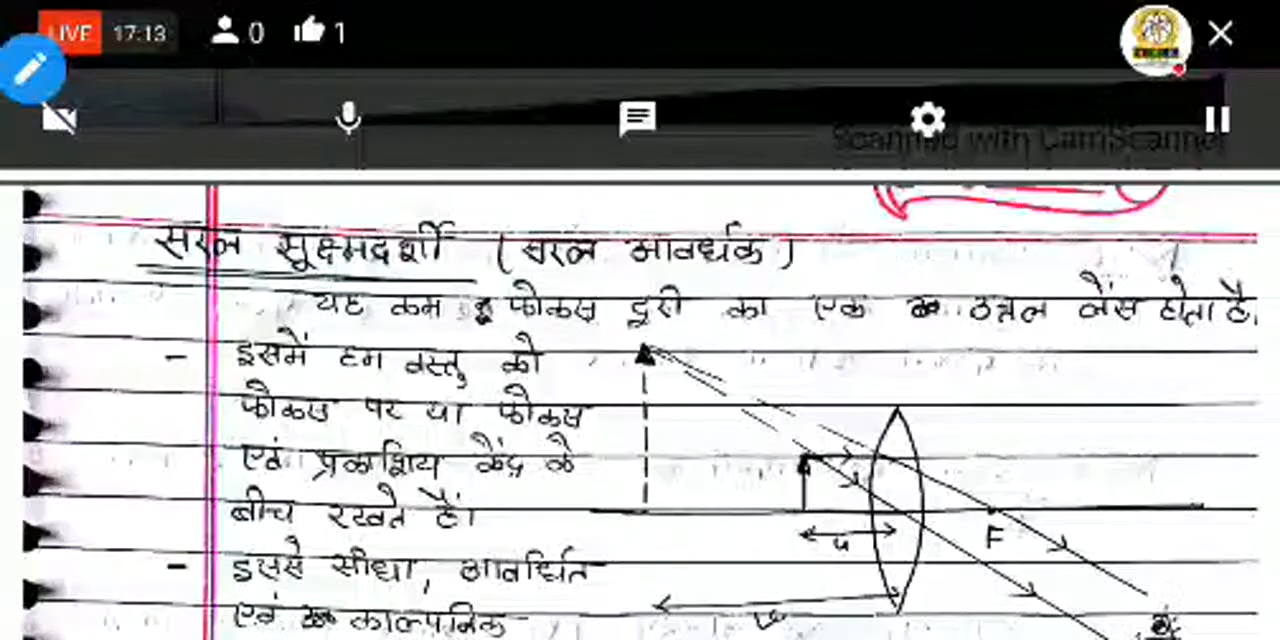 LIVE 17:13 0 1
Scanned with CamScanner
सरल सूक्ष्मदर्शी (सरल आवर्धक)
यह कम फोकस दूरी का एक उत्तल लेंस होता है,
- इसमें हम वस्तु को
फोकस पर या फोकस
एवं प्रकाशिय केंद्र के
बीच रखते हैं।
u
F
- इससे सीधा, आवर्धित
एवं काल्पनिक
v